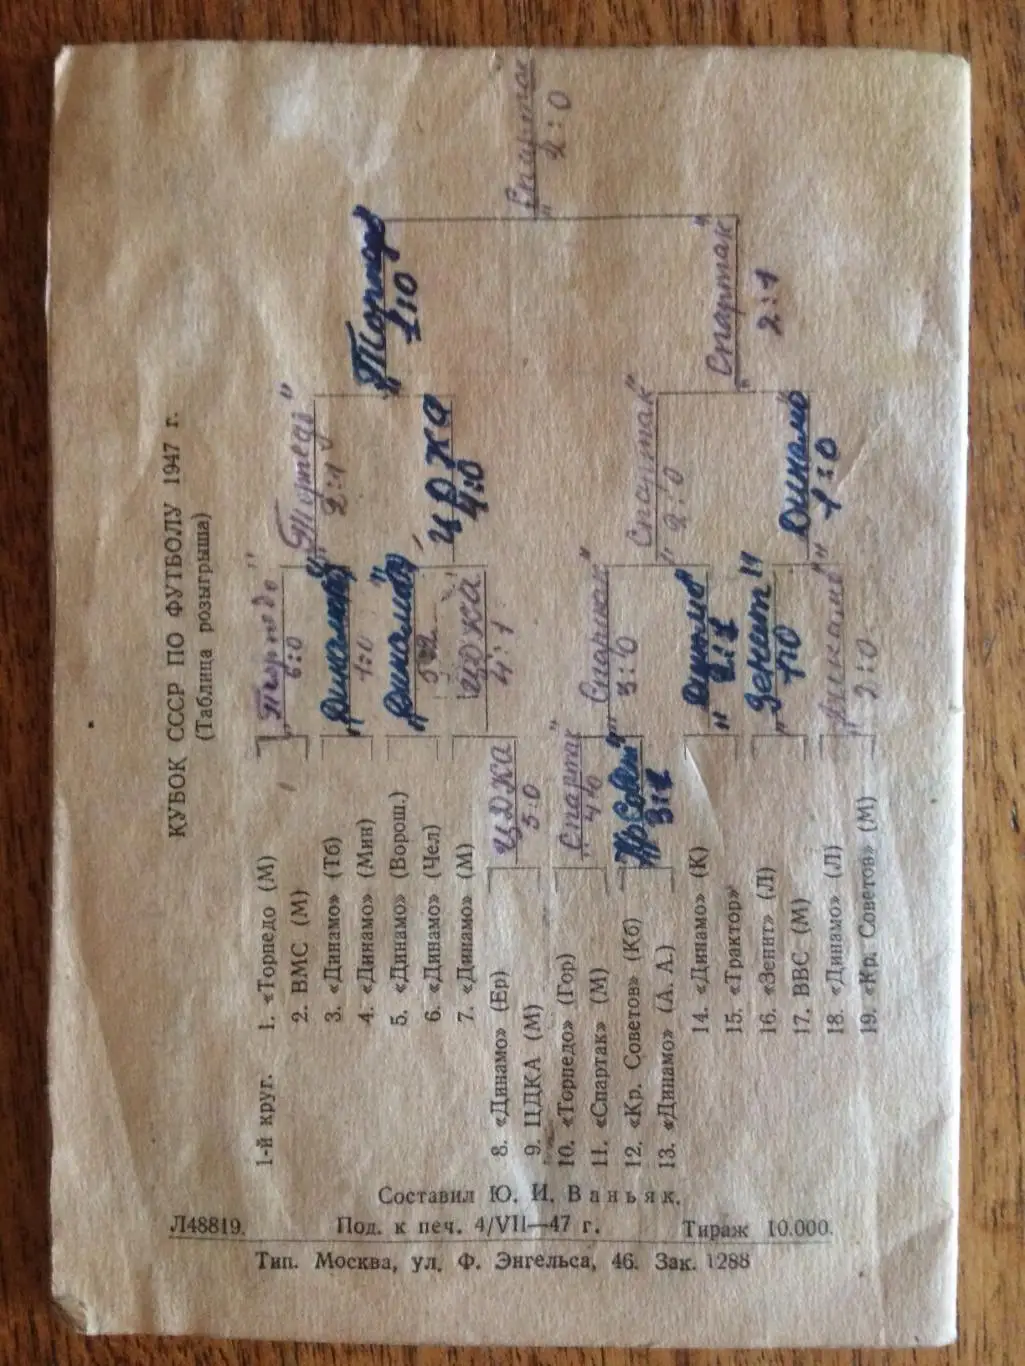 КУБОК СССР ПО ФУТБОЛУ 1947 г.
(Таблица розыгрыша)
1-й круг.
1. «Торпедо (М)
2. ВМС (М)
3. «Динамо» (Тб)
4. «Динамо» (Мин)
5. «Динамо» (Ворош.)
6. «Динамо» (Чел)
7. «Динамо» (М)
8. «Динамо» (Ер)
9. ЦДКА (М)
10. «Торпедо» (Гор)
11. «Спартак» (М)
12. «Кр. Советов» (Кб)
13. «Динамо» (А. А.)
14. «Динамо» (К)
15. «Трактор»
16. «Зенит» (Л)
17. ВВС (М)
18. «Динамо» (Л)
19. «Кр. Советов» (М)
ЦДКА
5:0
„Спартак"
4:0
„Кр Совет"
„Торпедо"
6:0
„Динамо"
1:0
„Динамо"
ЦДКА
4:1
„Спартак"
3:0
„Динамо"
„Зенит"
1:0
„Динамо"
2:0
„Торпедо"
2:1
ЦДКА
4:0
„Спартак"
2:0
„Динамо"
1:0
„Торпедо"
1:0
„Спартак"
2:1
„Спартак"
2:0
Составил Ю. И. Ваньяк.
Л48819. Под. к печ. 4/VII—47 г. Тираж 10.000.
Тип. Москва, ул. Ф. Энгельса, 46. Зак. 1288